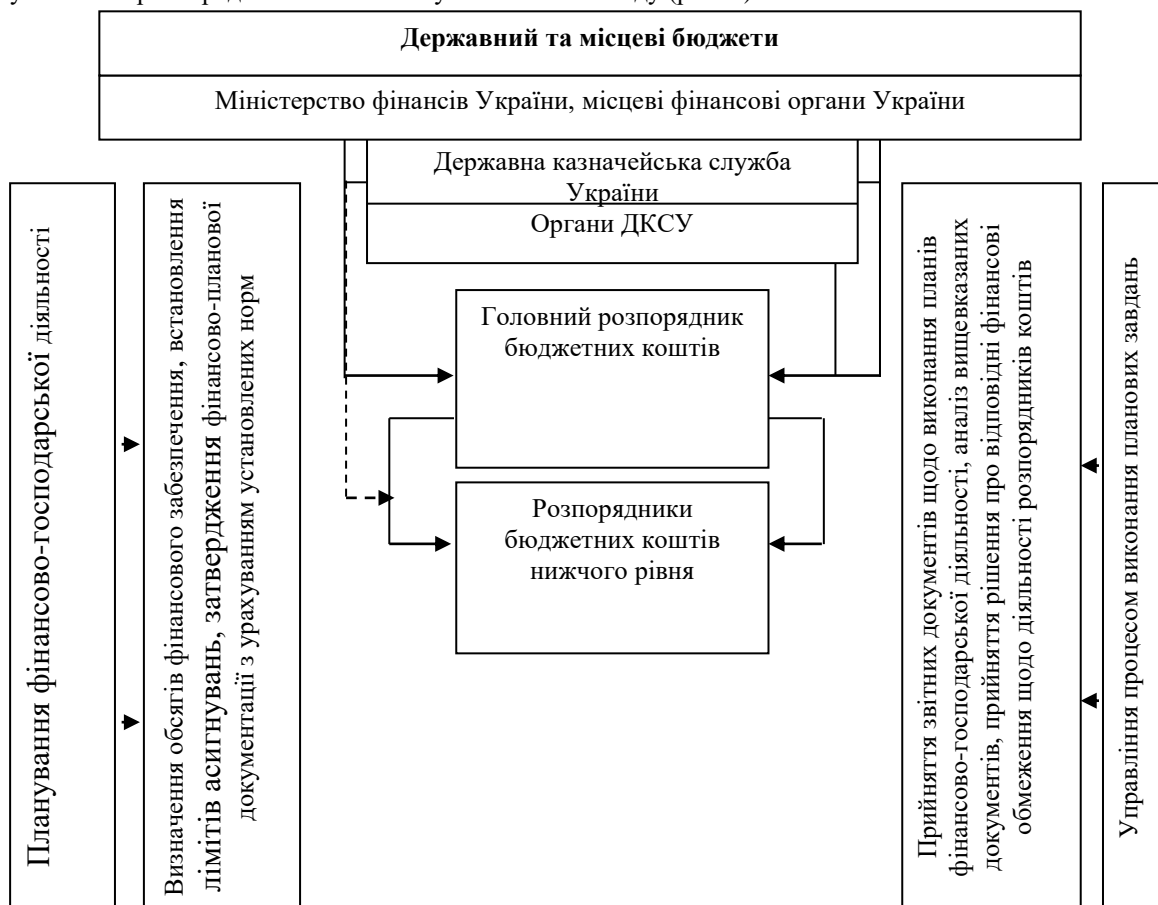 Державний та місцеві бюджети
Міністерство фінансів України, місцеві фінансові органи України
Державна казначейська служба
України
Органи ДКСУ
Планування фінансово-господарської діяльності
Визначення обсягів фінансового забезпечення, встановлення
лімітів асигнувань, затвердження фінансово-планової
документації з урахуванням установлених норм
Головний розпорядник
бюджетних коштів
Розпорядники
бюджетних коштів
нижчого рівня
Прийняття звітних документів щодо виконання планів
фінансово-господарської діяльності, аналіз вищевказаних
документів, прийняття рішення про відповідні фінансові
обмеження щодо діяльності розпорядників коштів
Управління процесом виконання планових завдань